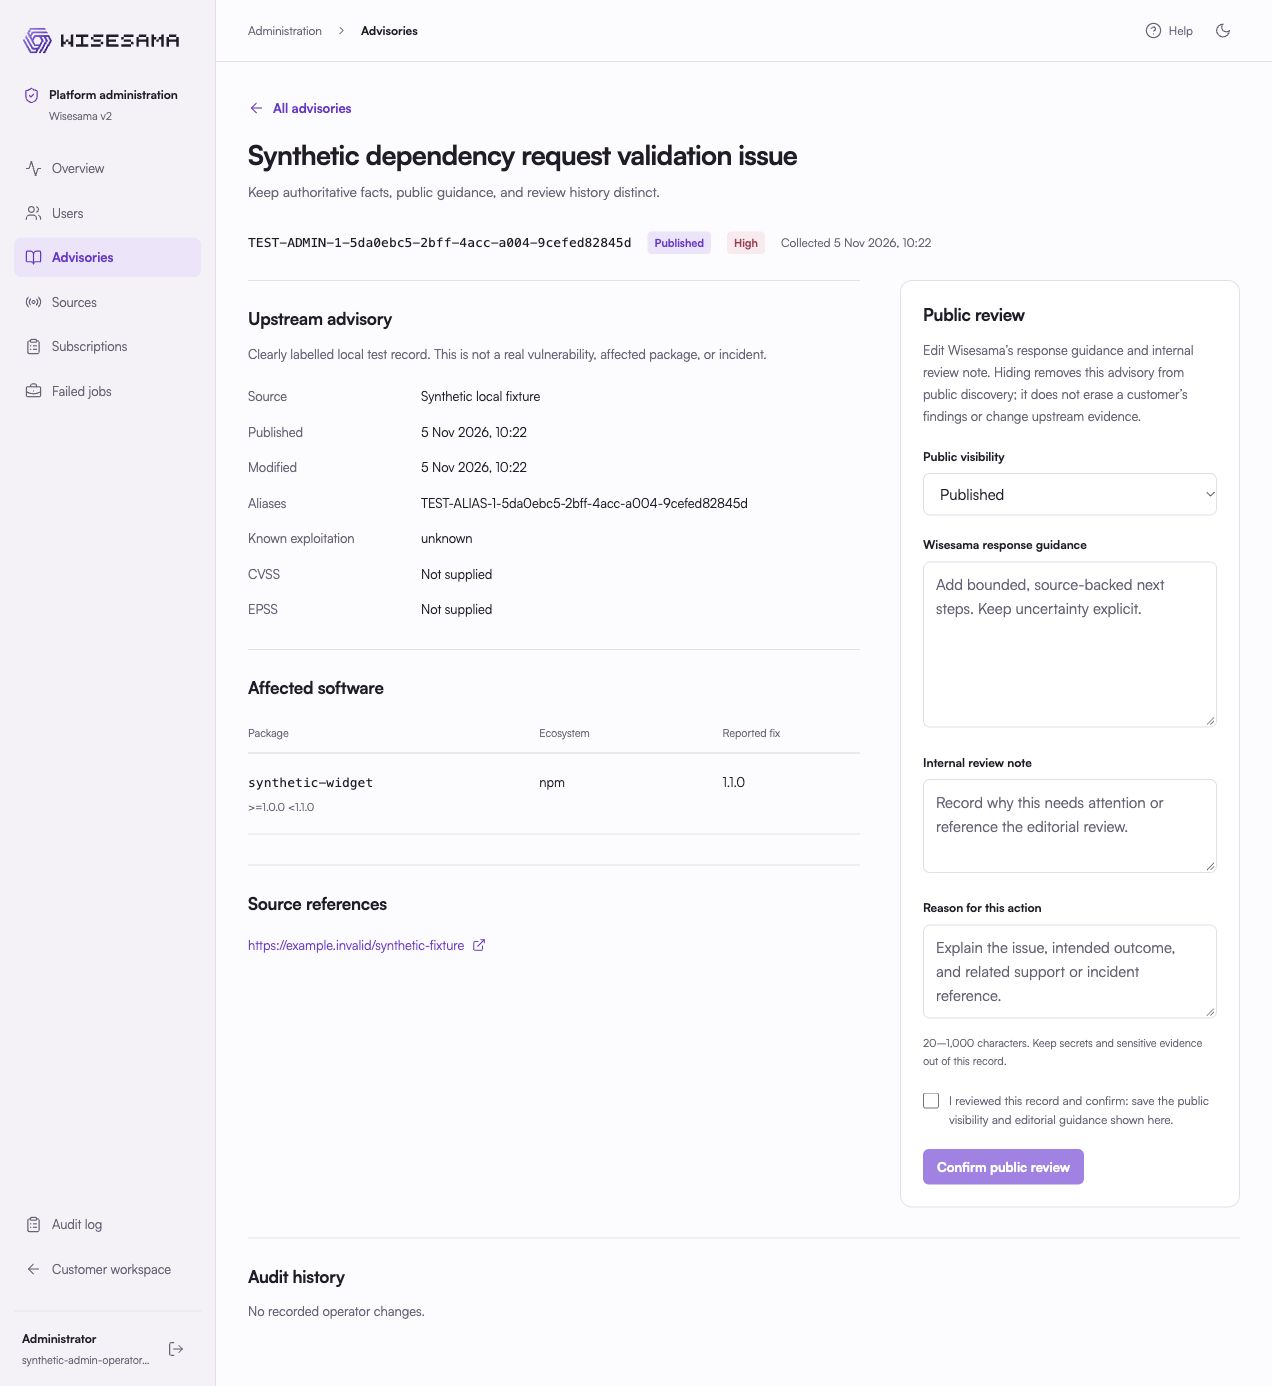 WISESAMA
Platform administration
Wisesama v2
Overview
Users
Advisories
Sources
Subscriptions
Failed jobs
Audit log
Customer workspace
Administrator
synthetic-admin-operator...
Administration > Advisories
Help
All advisories
Synthetic dependency request validation issue
Keep authoritative facts, public guidance, and review history distinct.
TEST-ADMIN-1-5da0ebc5-2bff-4acc-a004-9cefed82845d Published High Collected 5 Nov 2026, 10:22
Upstream advisory
Clearly labelled local test record. This is not a real vulnerability, affected package, or incident.
Source Synthetic local fixture
Published 5 Nov 2026, 10:22
Modified 5 Nov 2026, 10:22
Aliases TEST-ALIAS-1-5da0ebc5-2bff-4acc-a004-9cefed82845d
Known exploitation unknown
CVSS Not supplied
EPSS Not supplied
Affected software
Package Ecosystem Reported fix
synthetic-widget npm 1.1.0
>=1.0.0 <1.1.0
Source references
https://example.invalid/synthetic-fixture
Public review
Edit Wisesama's response guidance and internal
review note. Hiding removes this advisory from
public discovery; it does not erase a customer's
findings or change upstream evidence.
Public visibility
Published
Wisesama response guidance
Add bounded, source-backed next
steps. Keep uncertainty explicit.
Internal review note
Record why this needs attention or
reference the editorial review.
Reason for this action
Explain the issue, intended outcome,
and related support or incident
reference.
20–1,000 characters. Keep secrets and sensitive evidence
out of this record.
I reviewed this record and confirm: save the public
visibility and editorial guidance shown here.
Confirm public review
Audit history
No recorded operator changes.